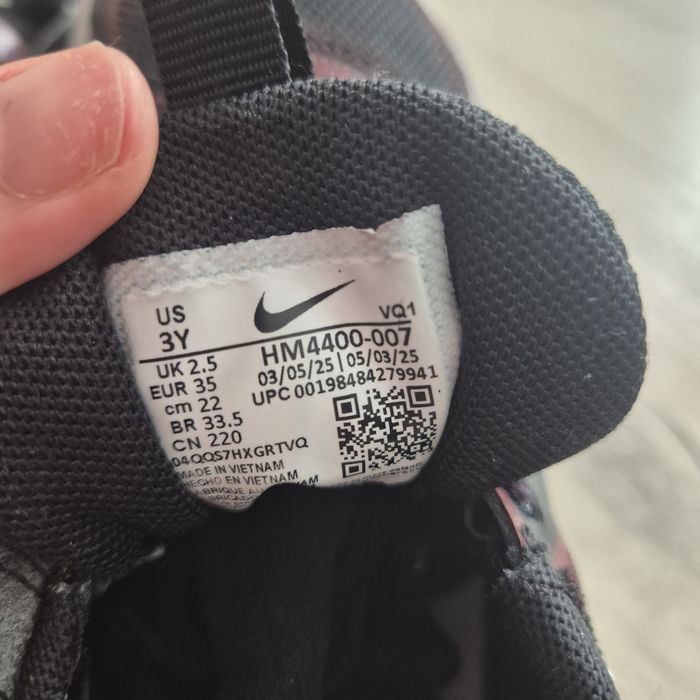 US
3Y
VQ1
HM4400-007
UK 2.5
03/05/25 | 05/03/25
EUR 35
UPC 00198484279941
cm 22
BR 33.5
CN 220
04QQS7HXGRTVQ
MADE IN VIETNAM
HECHO EN VIETNAM